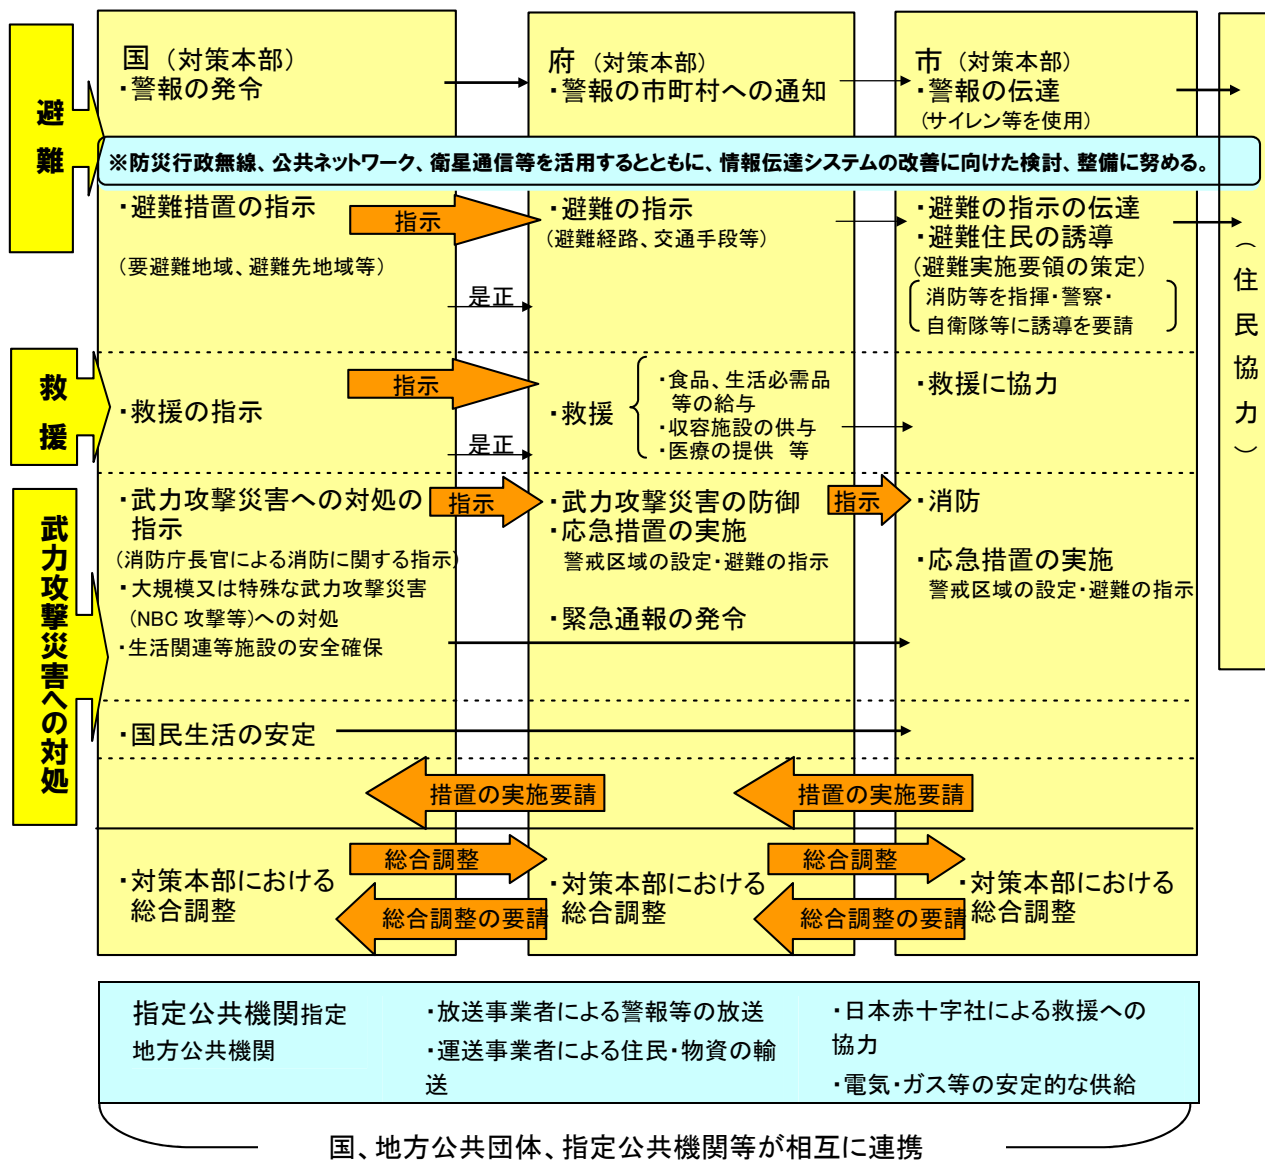 避難
国（対策本部）
・警報の発令
府（対策本部）
・警報の市町村への通知
市（対策本部）
・警報の伝達
(サイレン等を使用)
※防災行政無線、公共ネットワーク、衛星通信等を活用するとともに、情報伝達システムの改善に向けた検討、整備に努める。
・避難措置の指示
(要避難地域、避難先地域等)
指示
是正
・避難の指示
(避難経路、交通手段等)
・避難の指示の伝達
・避難住民の誘導
(避難実施要領の策定)
消防等を指揮・警察・
自衛隊等に誘導を要請
（住民協力）
救援
・救援の指示
指示
是正
・救援
・食品、生活必需品
等の給与
・収容施設の供与
・医療の提供 等
・救援に協力
武力攻撃災害への対処
・武力攻撃災害への対処の
指示
(消防庁長官による消防に関する指示)
・大規模又は特殊な武力攻撃災害
(NBC 攻撃等)への対処
・生活関連等施設の安全確保
指示
・武力攻撃災害の防御
・応急措置の実施
警戒区域の設定・避難の指示
・緊急通報の発令
指示
・消防
・応急措置の実施
警戒区域の設定・避難の指示
・国民生活の安定
措置の実施要請
措置の実施要請
・対策本部における
総合調整
総合調整
総合調整の要請
・対策本部における
総合調整
総合調整
総合調整の要請
・対策本部における
総合調整
指定公共機関指定
地方公共機関
・放送事業者による警報等の放送
・運送事業者による住民・物資の輸
送
・日本赤十字社による救援への
協力
・電気・ガス等の安定的な供給
国、地方公共団体、指定公共機関等が相互に連携